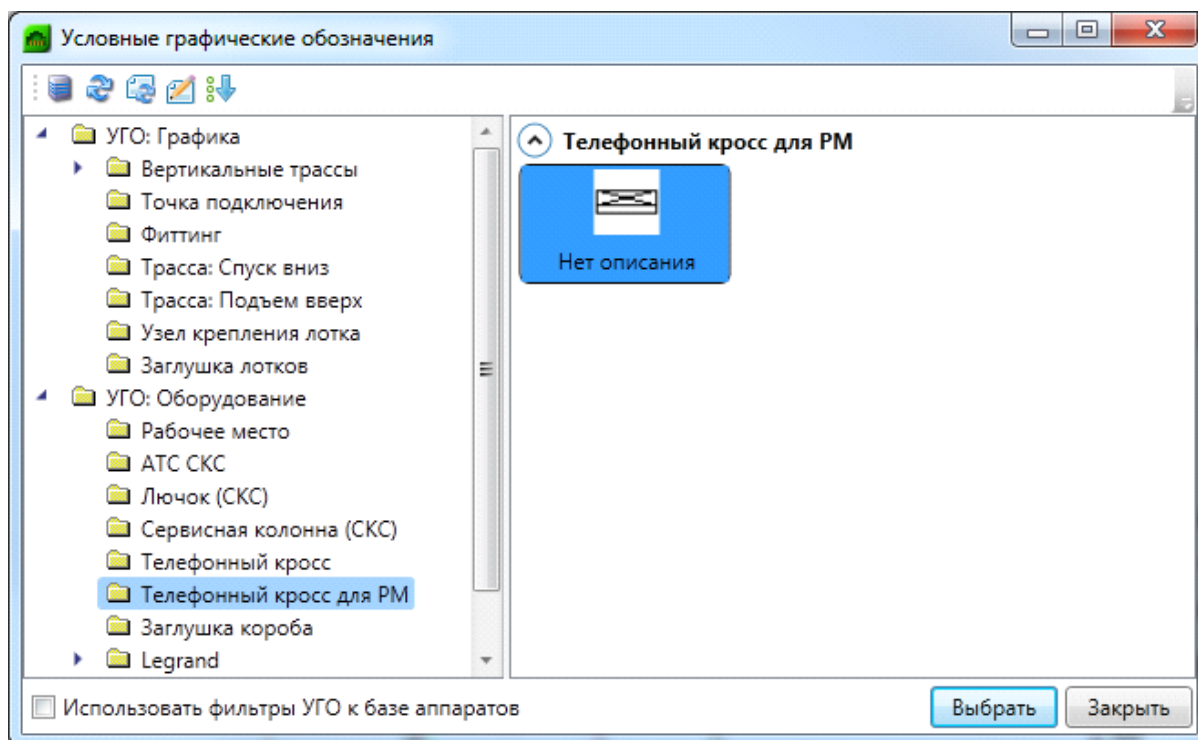 Условные графические обозначения
УГО: Графика
Вертикальные трассы
Точка подключения
Фиттинг
Трасса: Спуск вниз
Трасса: Подъем вверх
Узел крепления лотка
Заглушка лотков
УГО: Оборудование
Рабочее место
АТС СКС
Лючок (СКС)
Сервисная колонна (СКС)
Телефонный кросс
Телефонный кросс для РМ
Заглушка короба
Legrand
Телефонный кросс для РМ
Нет описания
Использовать фильтры УГО к базе аппаратов
Выбрать
Закрыть